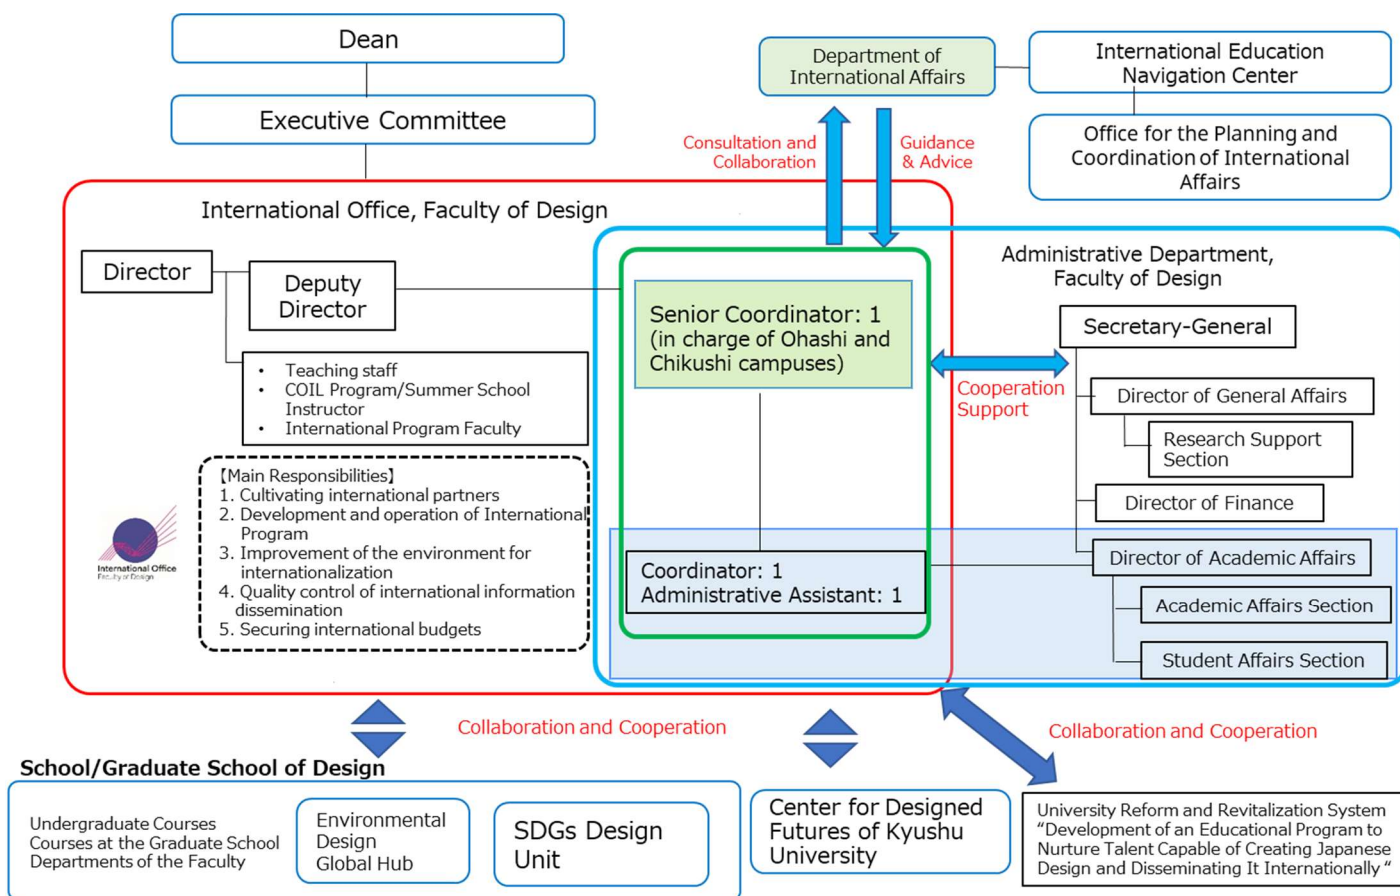 Dean
Executive Committee
Department of
International Affairs
International Education
Navigation Center
Office for the Planning and
Coordination of International
Affairs
Consultation and
Collaboration
Guidance
& Advice
International Office, Faculty of Design
Director
Deputy
Director
• Teaching staff
• COIL Program/Summer School
Instructor
• International Program Faculty
【Main Responsibilities】
1. Cultivating international partners
2. Development and operation of International
Program
3. Improvement of the environment for
internationalization
4. Quality control of international information
dissemination
5. Securing international budgets
International Office
Faculty of Design
Senior Coordinator: 1
(in charge of Ohashi and
Chikushi campuses)
Coordinator: 1
Administrative Assistant: 1
Cooperation
Support
Administrative Department,
Faculty of Design
Secretary-General
Director of General Affairs
Research Support
Section
Director of Finance
Director of Academic Affairs
Academic Affairs Section
Student Affairs Section
Collaboration and Cooperation
Collaboration and Cooperation
School/Graduate School of Design
Undergraduate Courses
Courses at the Graduate School
Departments of the Faculty
Environmental
Design
Global Hub
SDGs Design
Unit
Center for Designed
Futures of Kyushu
University
University Reform and Revitalization System
“Development of an Educational Program to
Nurture Talent Capable of Creating Japanese
Design and Disseminating It Internationally “